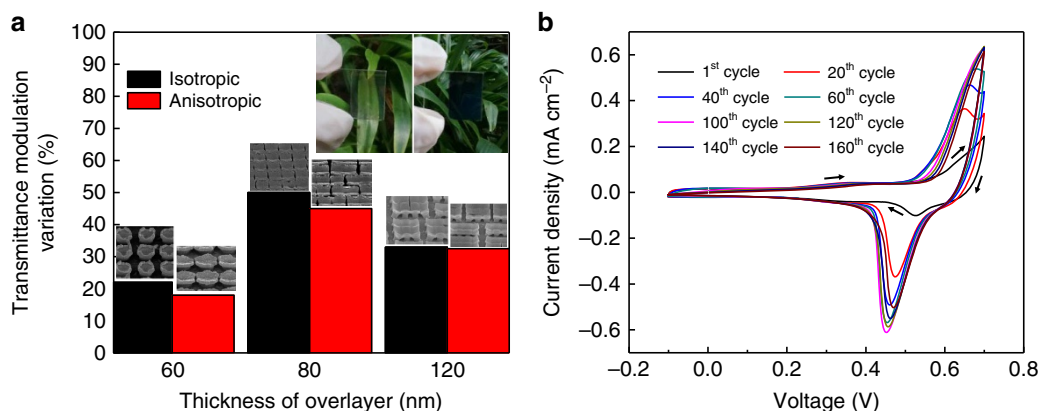 a
100
90
80
70
60
50
40
30
20
10
0
Transmittance modulation
variation (%)
Isotropic
Anisotropic
60
80
120
Thickness of overlayer (nm)
b
0.6
0.4
0.2
0.0
−0.2
−0.4
−0.6
Current density (mA cm−2)
1st cycle
20th cycle
40th cycle
60th cycle
100th cycle
120th cycle
140th cycle
160th cycle
−0.2
0.0
0.2
0.4
0.6
0.8
Voltage (V)